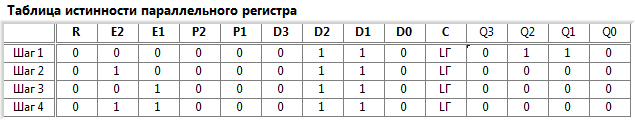 Таблица истинности параллельного регистра
R E2 E1 P2 P1 D3 D2 D1 D0 C Q3 Q2 Q1 Q0
Шаг 1 0 0 0 0 0 0 1 1 0 ЦГ 0 1 1 0
Шаг 2 0 1 0 0 0 0 1 1 0 ЦГ 0 0 0 0
Шаг 3 0 0 1 0 0 0 1 1 0 ЦГ 0 0 0 0
Шаг 4 0 1 1 0 0 0 1 1 0 ЦГ 0 0 0 0